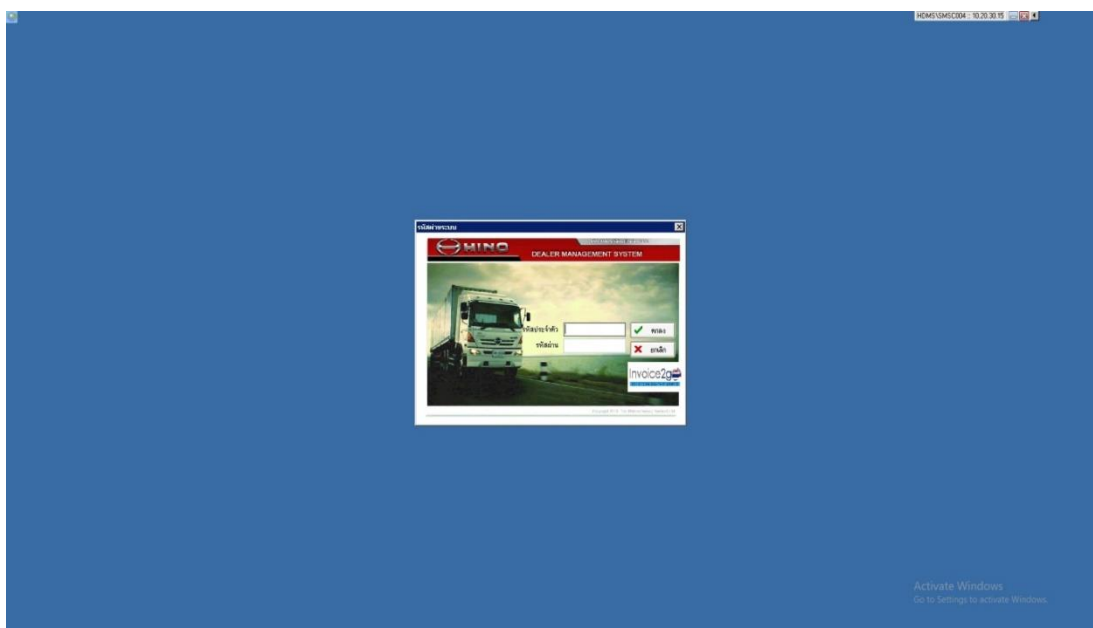 HDMS\SMSC004 :: 10.20.30.15
รหัสผ่านระบบ
HINO
DEALER MANAGEMENT SYSTEM
รหัสประจำตัว
ตกลง
รหัสผ่าน
ยกเลิก
Invoice2go
Activate Windows
Go to Settings to activate Windows.